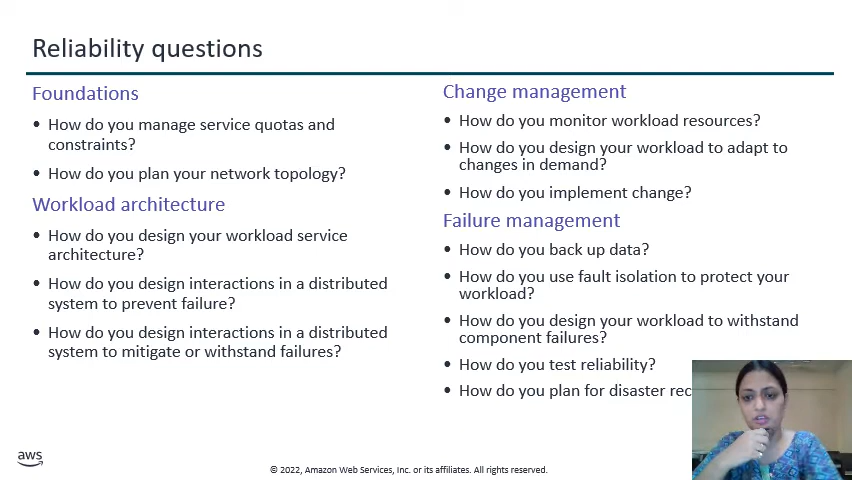 Reliability questions
Foundations
• How do you manage service quotas and
constraints?
• How do you plan your network topology?
Workload architecture
• How do you design your workload service
architecture?
• How do you design interactions in a distributed
system to prevent failure?
• How do you design interactions in a distributed
system to mitigate or withstand failures?
Change management
• How do you monitor workload resources?
• How do you design your workload to adapt to
changes in demand?
• How do you implement change?
Failure management
• How do you back up data?
• How do you use fault isolation to protect your
workload?
• How do you design your workload to withstand
component failures?
• How do you test reliability?
• How do you plan for disaster rec
aws
© 2022, Amazon Web Services, Inc. or its affiliates. All rights reserved.